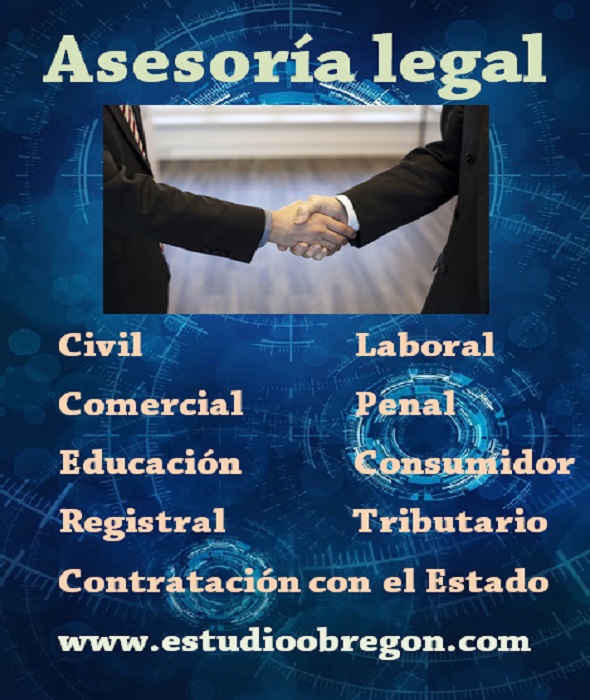 Asesoría legal
Civil
Laboral
Comercial
Penal
Educación
Consumidor
Registral
Tributario
Contratación con el Estado
www.estudioobregon.com